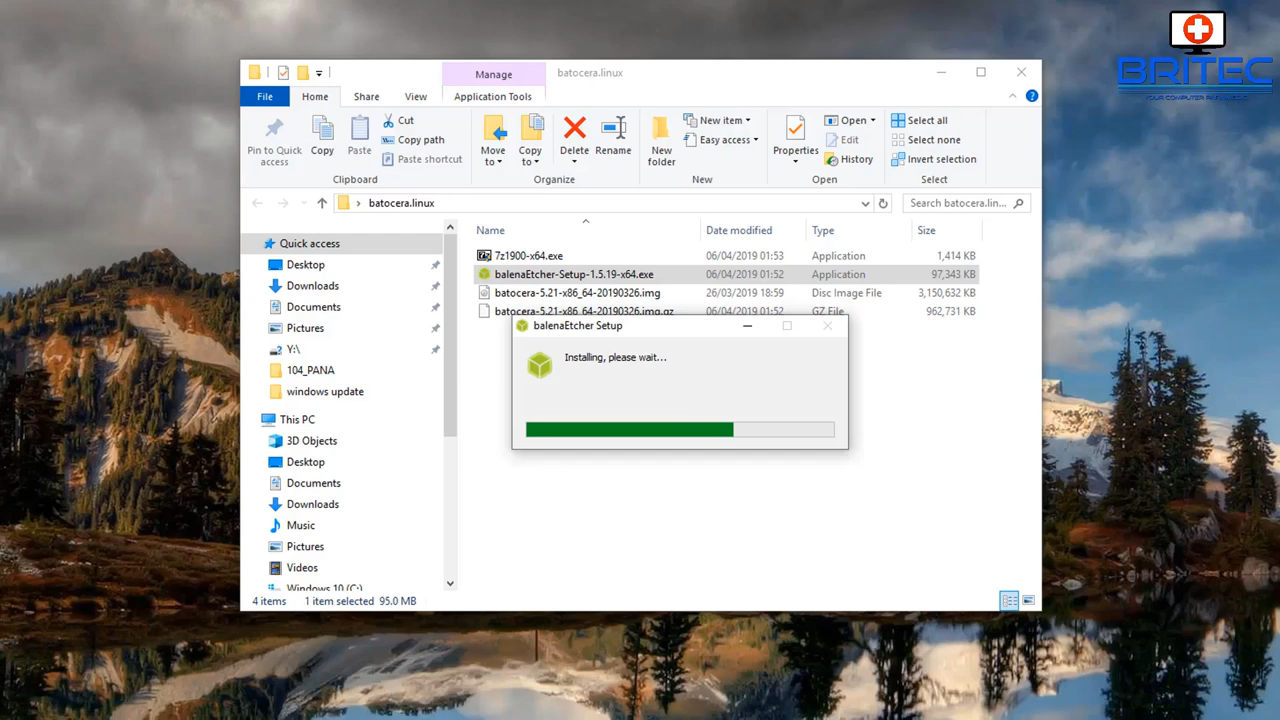 BRITEC
Manage
batocera.linux
File
Home
Share
View
Application Tools
Pin to Quick access
Copy
Paste
Cut
Copy path
Paste shortcut
Clipboard
Move to
Copy to
Delete
Rename
Organize
New folder
New item
Easy access
New
Properties
Open
Edit
History
Open
Select all
Select none
Invert selection
Select
batocera.linux
Search batocera.lin...
Name
Date modified
Type
Size
7z1900-x64.exe 06/04/2019 01:53 Application 1,414 KB
balenaEtcher-Setup-1.5.19-x64.exe 06/04/2019 01:52 Application 97,343 KB
batocera-5.21-x86_64-20190326.img 26/03/2019 18:59 Disc Image File 3,150,632 KB
batocera-5.21-x86_64-20190326.img.gz 06/04/2019 01:52 GZ File 962,731 KB
Quick access
Desktop
Downloads
Documents
Pictures
Y:\
104_PANA
windows update
This PC
3D Objects
Desktop
Documents
Downloads
Music
Pictures
Videos
Windows 10 (C:)
balenaEtcher Setup
Installing, please wait...
4 items
1 item selected 95.0 MB